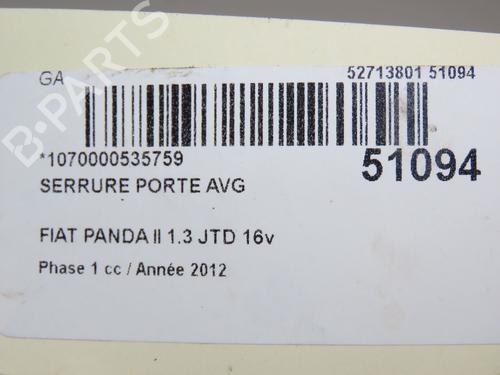 GA 52713801 51094
*1070000535759 51094
SERRURE PORTE AVG
FIAT PANDA II 1.3 JTD 16v
Phase 1 cc / Année 2012
B-PARTS